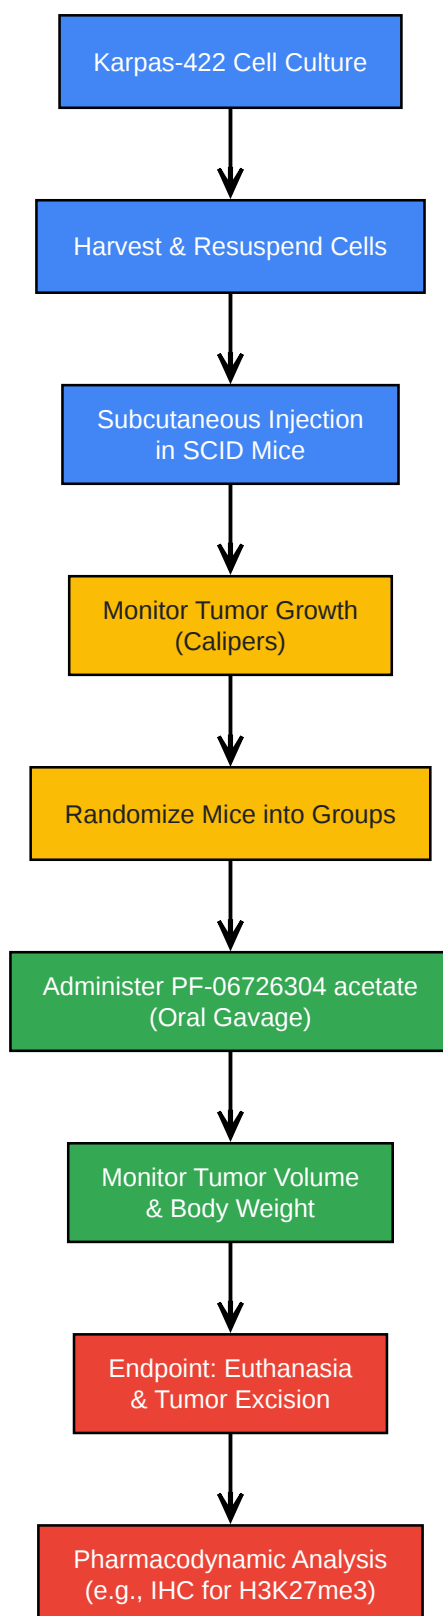 Karpas-422 Cell Culture
Harvest & Resuspend Cells
Subcutaneous Injection
in SCID Mice
Monitor Tumor Growth
(Calipers)
Randomize Mice into Groups
Administer PF-06726304 acetate
(Oral Gavage)
Monitor Tumor Volume
& Body Weight
Endpoint: Euthanasia
& Tumor Excision
Pharmacodynamic Analysis
(e.g., IHC for H3K27me3)